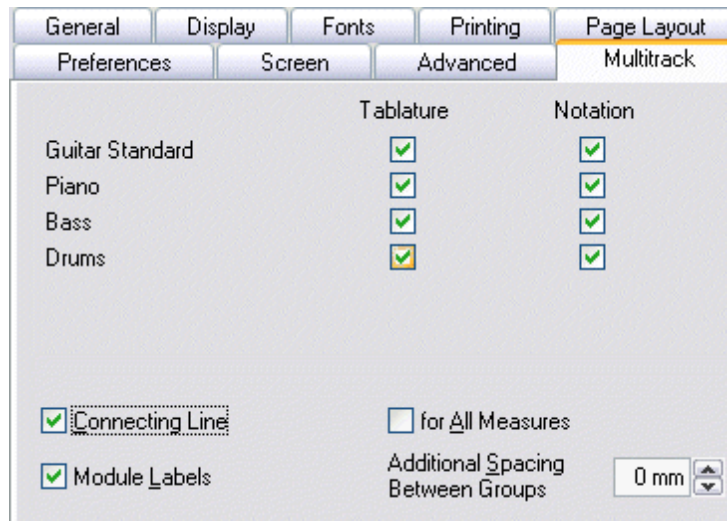 General Display Fonts Printing Page Layout
Preferences Screen Advanced Multitrack
Tablature Notation
Guitar Standard
Piano
Bass
Drums
Connecting Line for All Measures
Module Labels Additional Spacing
Between Groups 0 mm